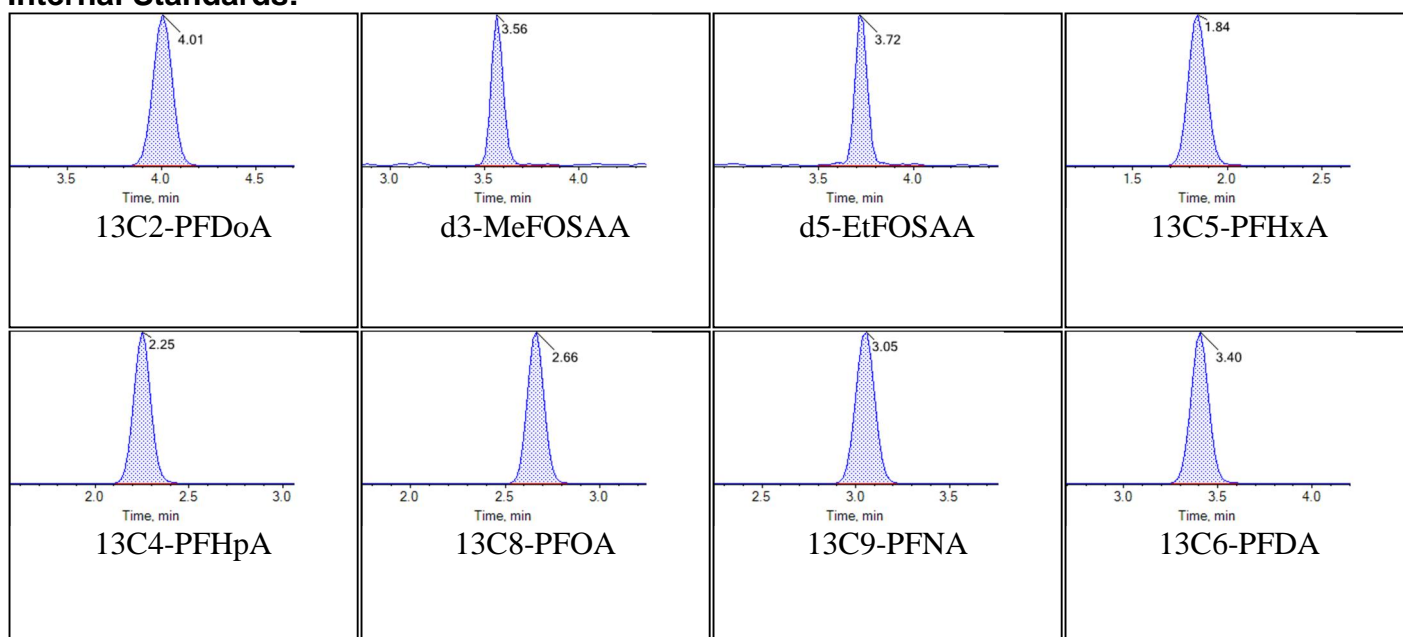 Internal Standards:
4.01
3.5 4.0 4.5
Time, min
13C2-PFDoA
3.56
3.0 3.5 4.0
Time, min
d3-MeFOSAA
3.72
3.5 4.0
Time, min
d5-EtFOSAA
1.84
1.5 2.0 2.5
Time, min
13C5-PFHxA
2.25
2.0 2.5 3.0
Time, min
13C4-PFHpA
2.66
2.0 2.5 3.0
Time, min
13C8-PFOA
3.05
2.5 3.0 3.5
Time, min
13C9-PFNA
3.40
3.0 3.5 4.0
Time, min
13C6-PFDA